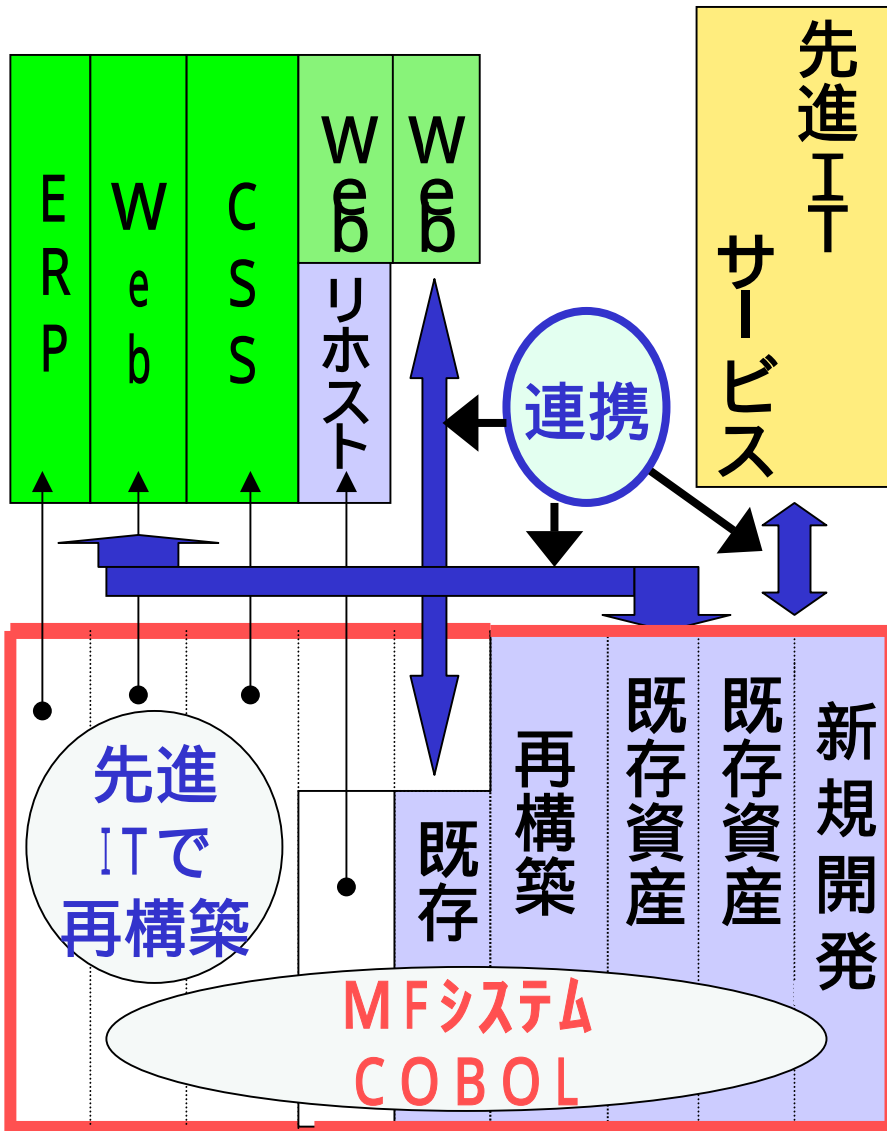 ERP
Web
CSS
Web
Web
リホスト
先進IT
サービス
連携
先進
ITで
再構築
既存
再構築
既存資産
既存資産
新規開発
MFシステム
COBOL